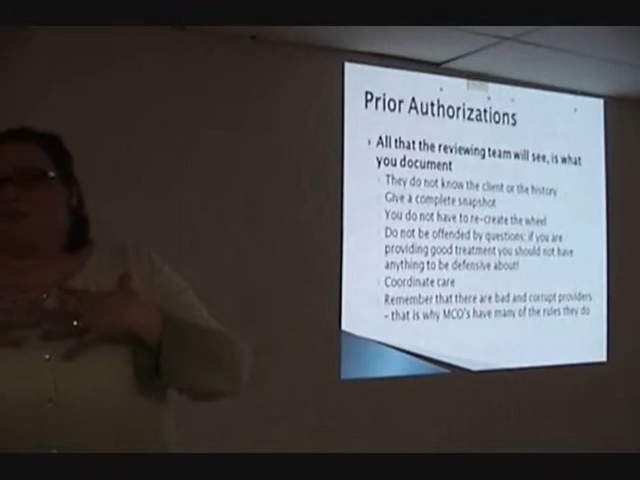 Prior Authorizations
All that the reviewing team will see, is what
you document
They do not know the client or the history
Give a complete snapshot
You do not have to re-create the wheel
Do not be offended by questions; if you are
providing good treatment you should not have
anything to be defensive about!
Coordinate care
Remember that there are bad and corrupt providers
- that is why MCO's have many of the rules they do